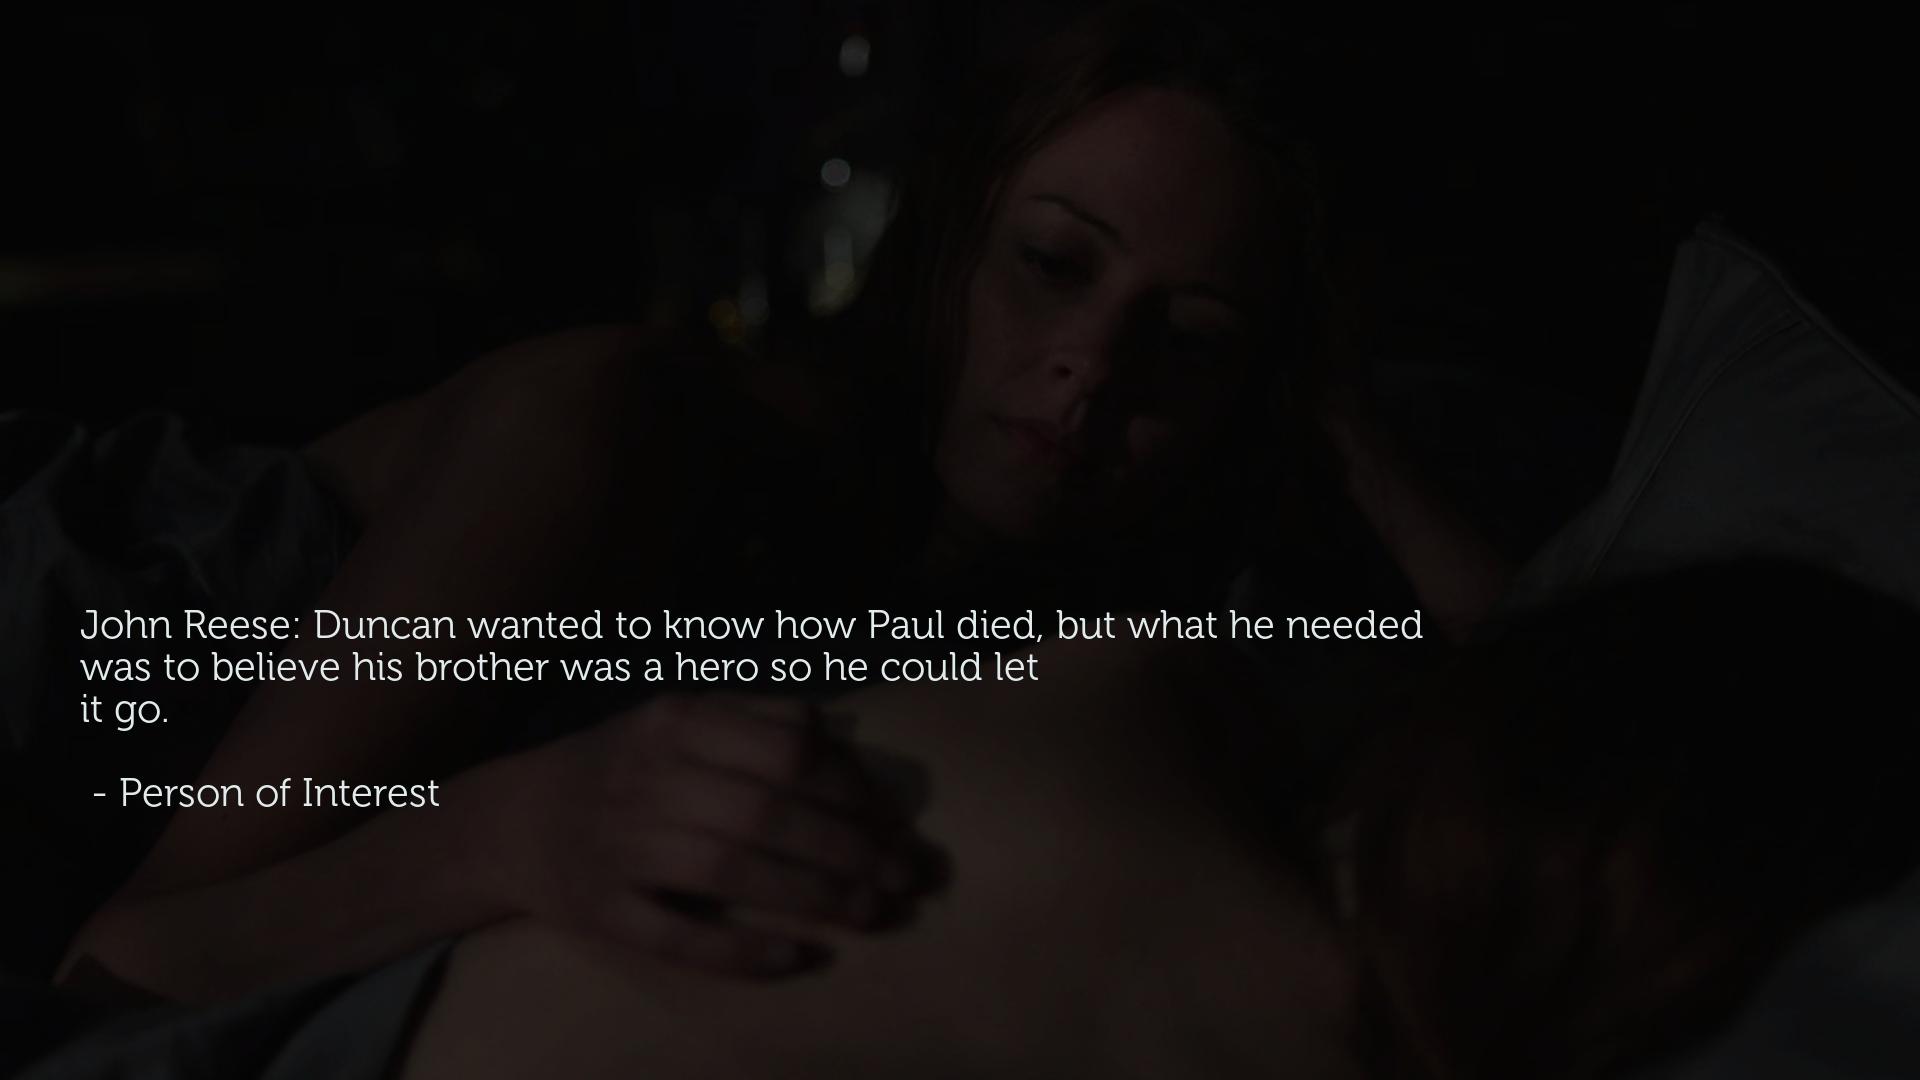 John Reese: Duncan wanted to know how Paul died, but what he needed
was to believe his brother was a hero so he could let
it go.
- Person of Interest